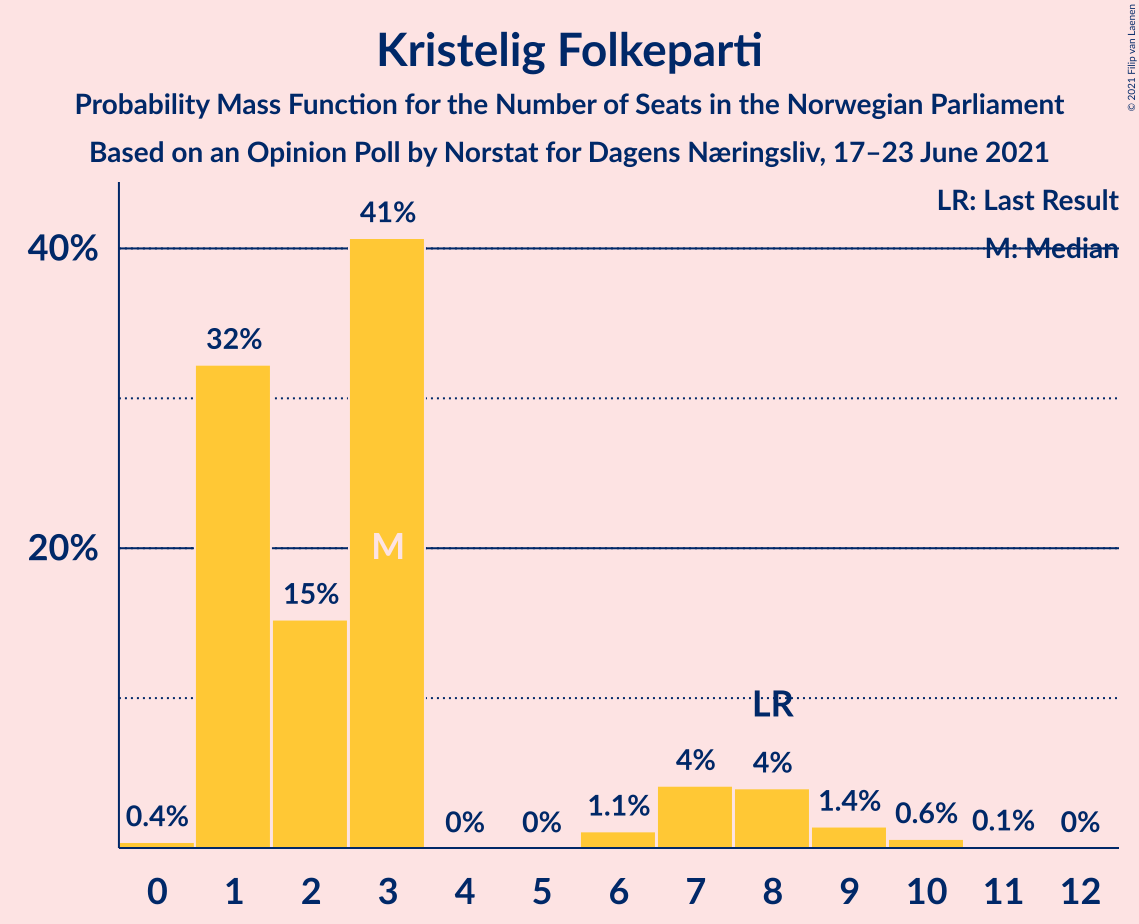 Kristelig Folkeparti
Probability Mass Function for the Number of Seats in the Norwegian Parliament
Based on an Opinion Poll by Norstat for Dagens Næringsliv, 17–23 June 2021
© 2021 Filip van Laenen
LR: Last Result
M: Median
40%
20%
41%
32%
15%
M
LR
0.4%
0%
0%
1.1%
4%
4%
1.4%
0.6%
0.1%
0%
0 1 2 3 4 5 6 7 8 9 10 11 12